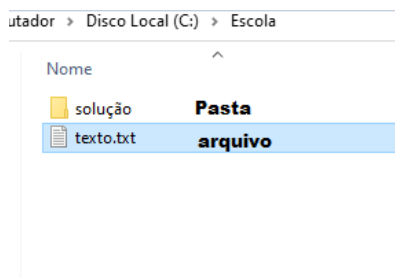 utador > Disco Local (C:) > Escola
Nome
solução Pasta
texto.txt arquivo